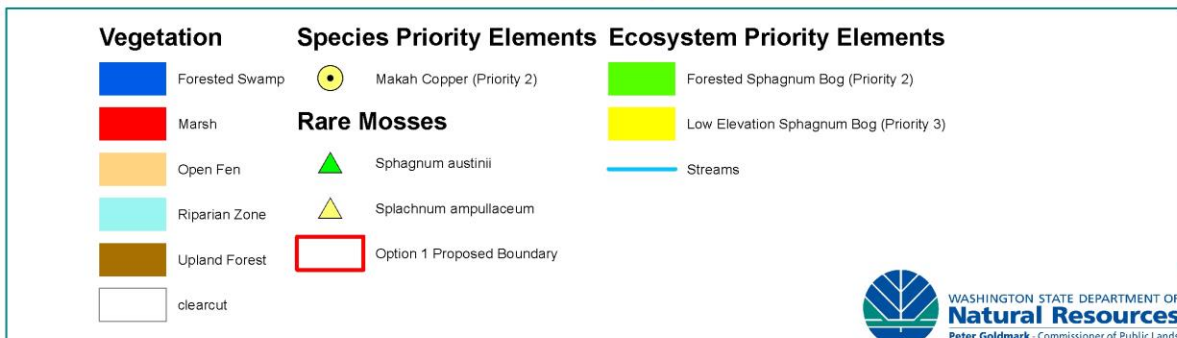 Vegetation
Forested Swamp
Marsh
Open Fen
Riparian Zone
Upland Forest
clearcut
Species Priority Elements
Makah Copper (Priority 2)
Rare Mosses
Sphagnum austinii
Splachnum ampullaceum
Option 1 Proposed Boundary
Ecosystem Priority Elements
Forested Sphagnum Bog (Priority 2)
Low Elevation Sphagnum Bog (Priority 3)
Streams
WASHINGTON STATE DEPARTMENT OF
Natural Resources
Peter Goldmark - Commissioner of Public Lands